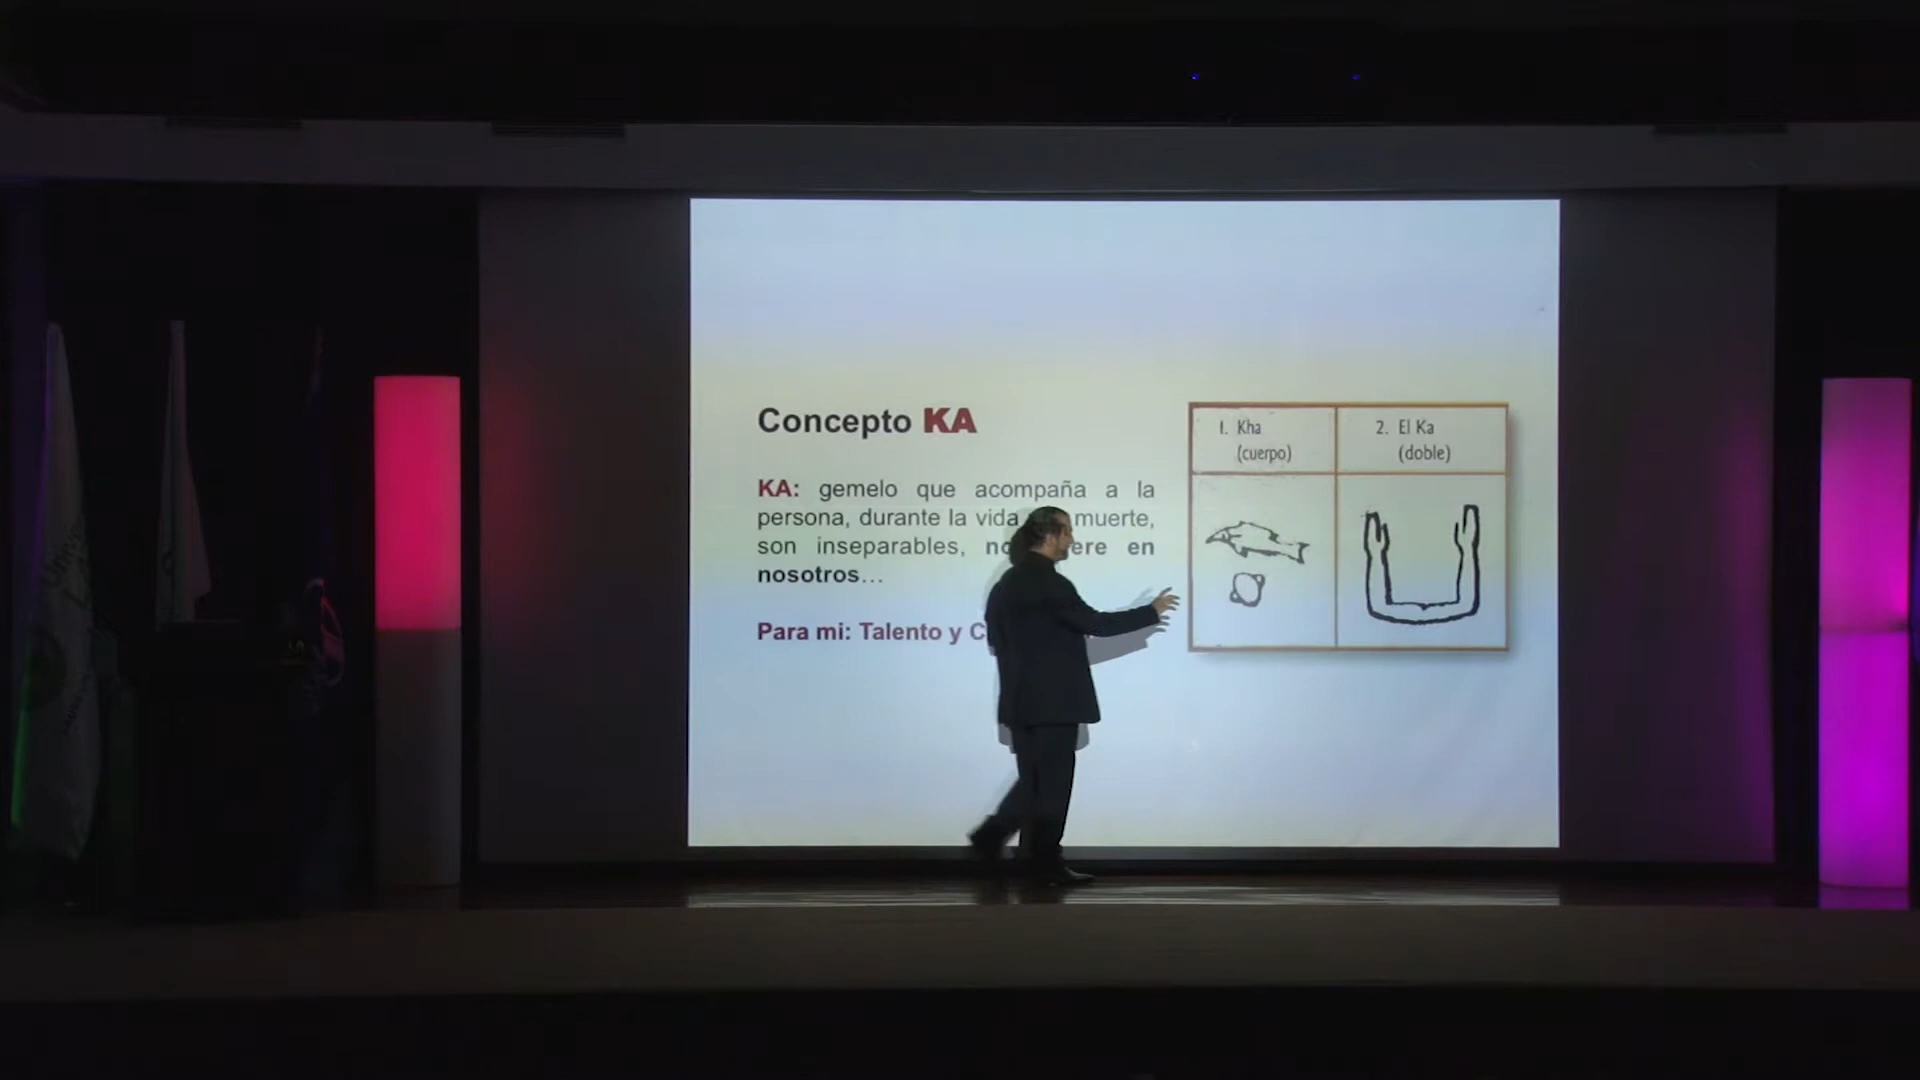 Concepto KA
KA: gemelo que acompaña a la
persona, durante la vida muerte,
son inseparables, en
nosotros…
Para mi: Talento y
1. Kha
(cuerpo)
2. El Ka
(doble)